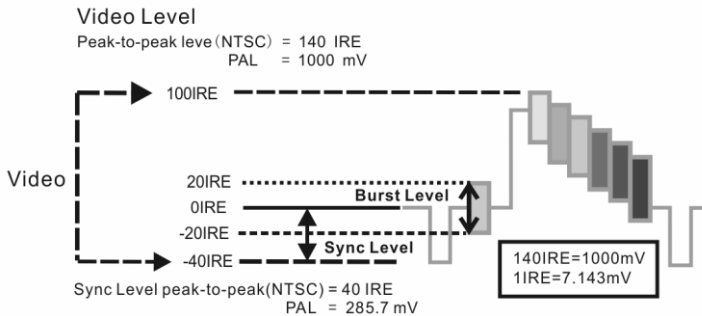 Video Level
Peak-to-peak leve(NTSC) = 140 IRE
PAL = 1000 mV
100IRE
Video
20IRE
Burst Level
0IRE
-20IRE
Sync Level
-40IRE
140IRE=1000mV
1IRE=7.143mV
Sync Level peak-to-peak(NTSC) = 40 IRE
PAL = 285.7 mV